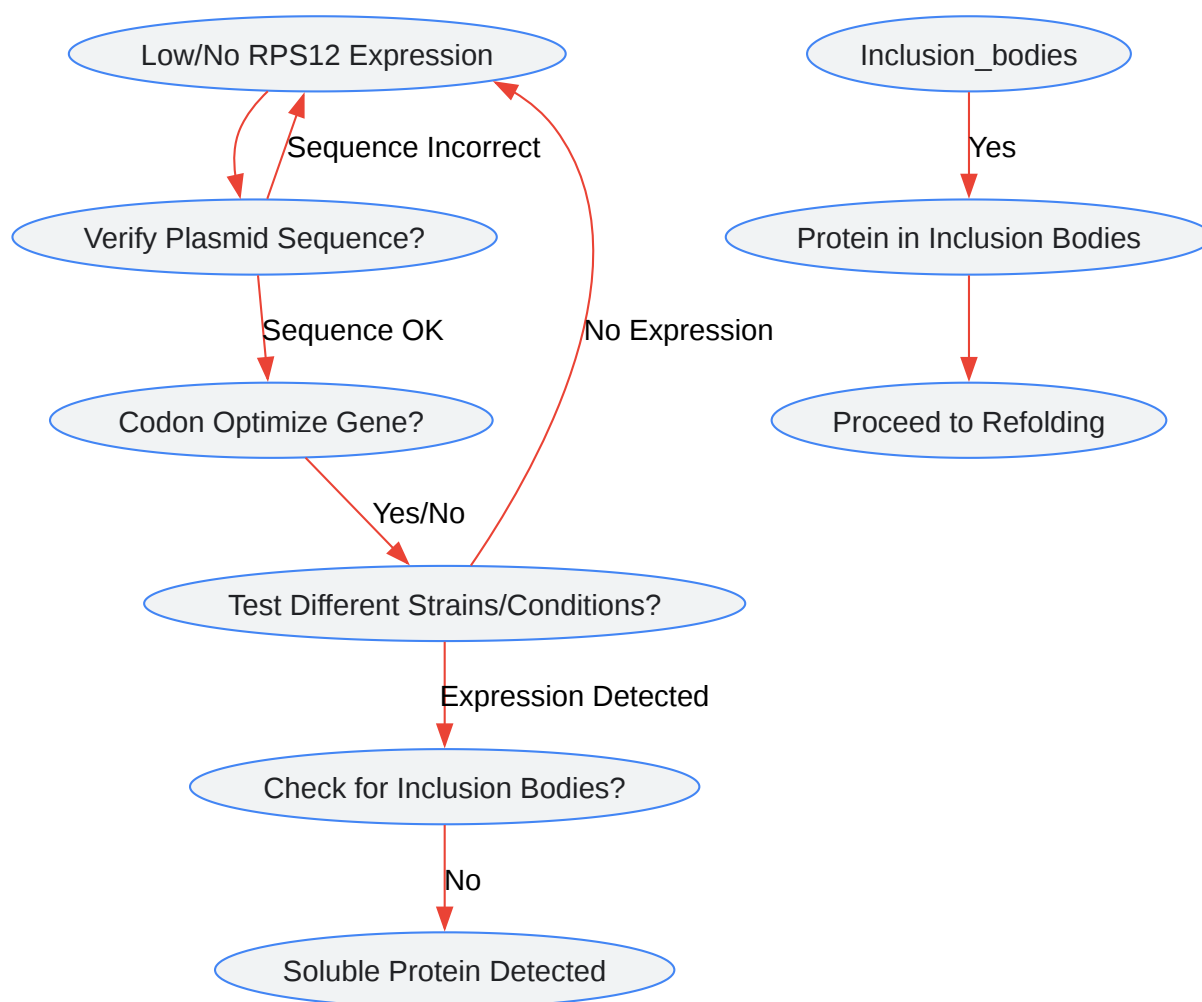 Low/No RPS12 Expression
Inclusion_bodies
Sequence Incorrect
Yes
Verify Plasmid Sequence?
Protein in Inclusion Bodies
Sequence OK
No Expression
Codon Optimize Gene?
Proceed to Refolding
Yes/No
Test Different Strains/Conditions?
Expression Detected
Check for Inclusion Bodies?
No
Soluble Protein Detected